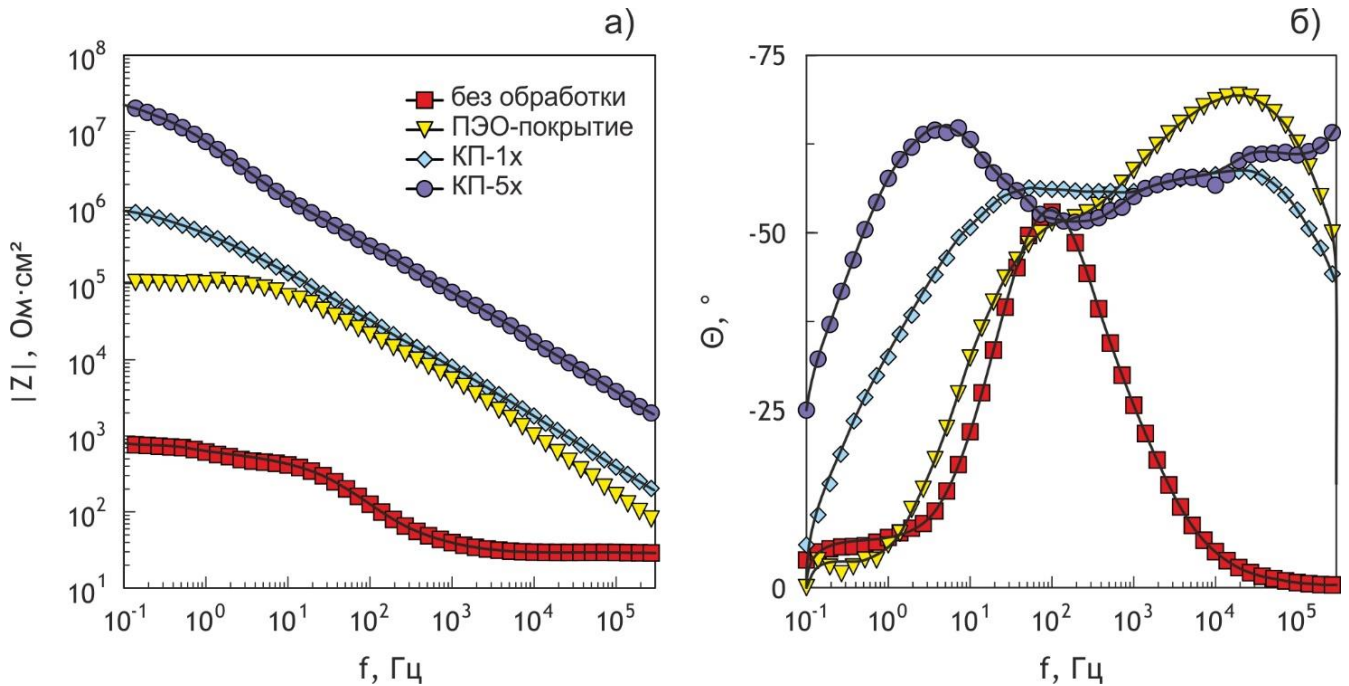 а)
10⁸
10⁷
10⁶
10⁵
10⁴
10³
10²
10¹
|Z|, Ом·см²
без обработки
ПЭО-покрытие
КП-1x
КП-5x
10⁻¹ 10⁰ 10¹ 10² 10³ 10⁴ 10⁵
f, Гц
б)
-75
-50
-25
0
Θ, °
10⁻¹ 10⁰ 10¹ 10² 10³ 10⁴ 10⁵
f, Гц